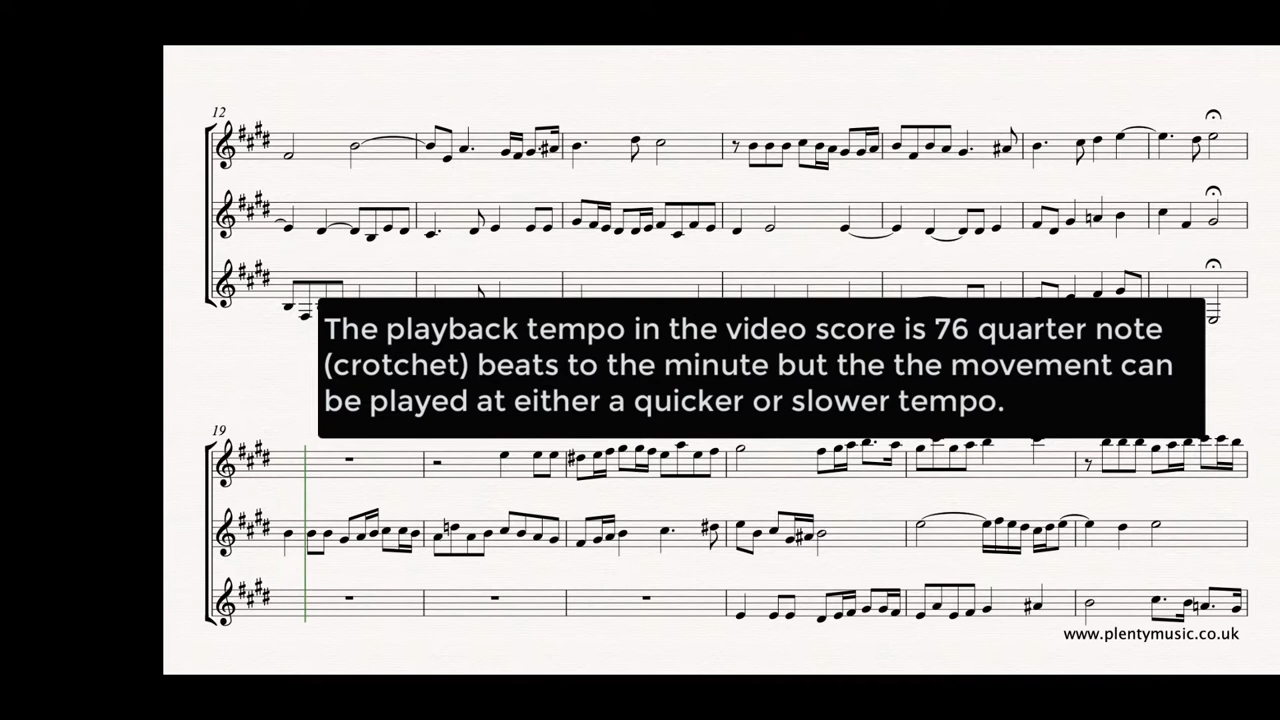 12
The playback tempo in the video score is 76 quarter note
(crotchet) beats to the minute but the the movement can
be played at either a quicker or slower tempo.
19
www.plentymusic.co.uk